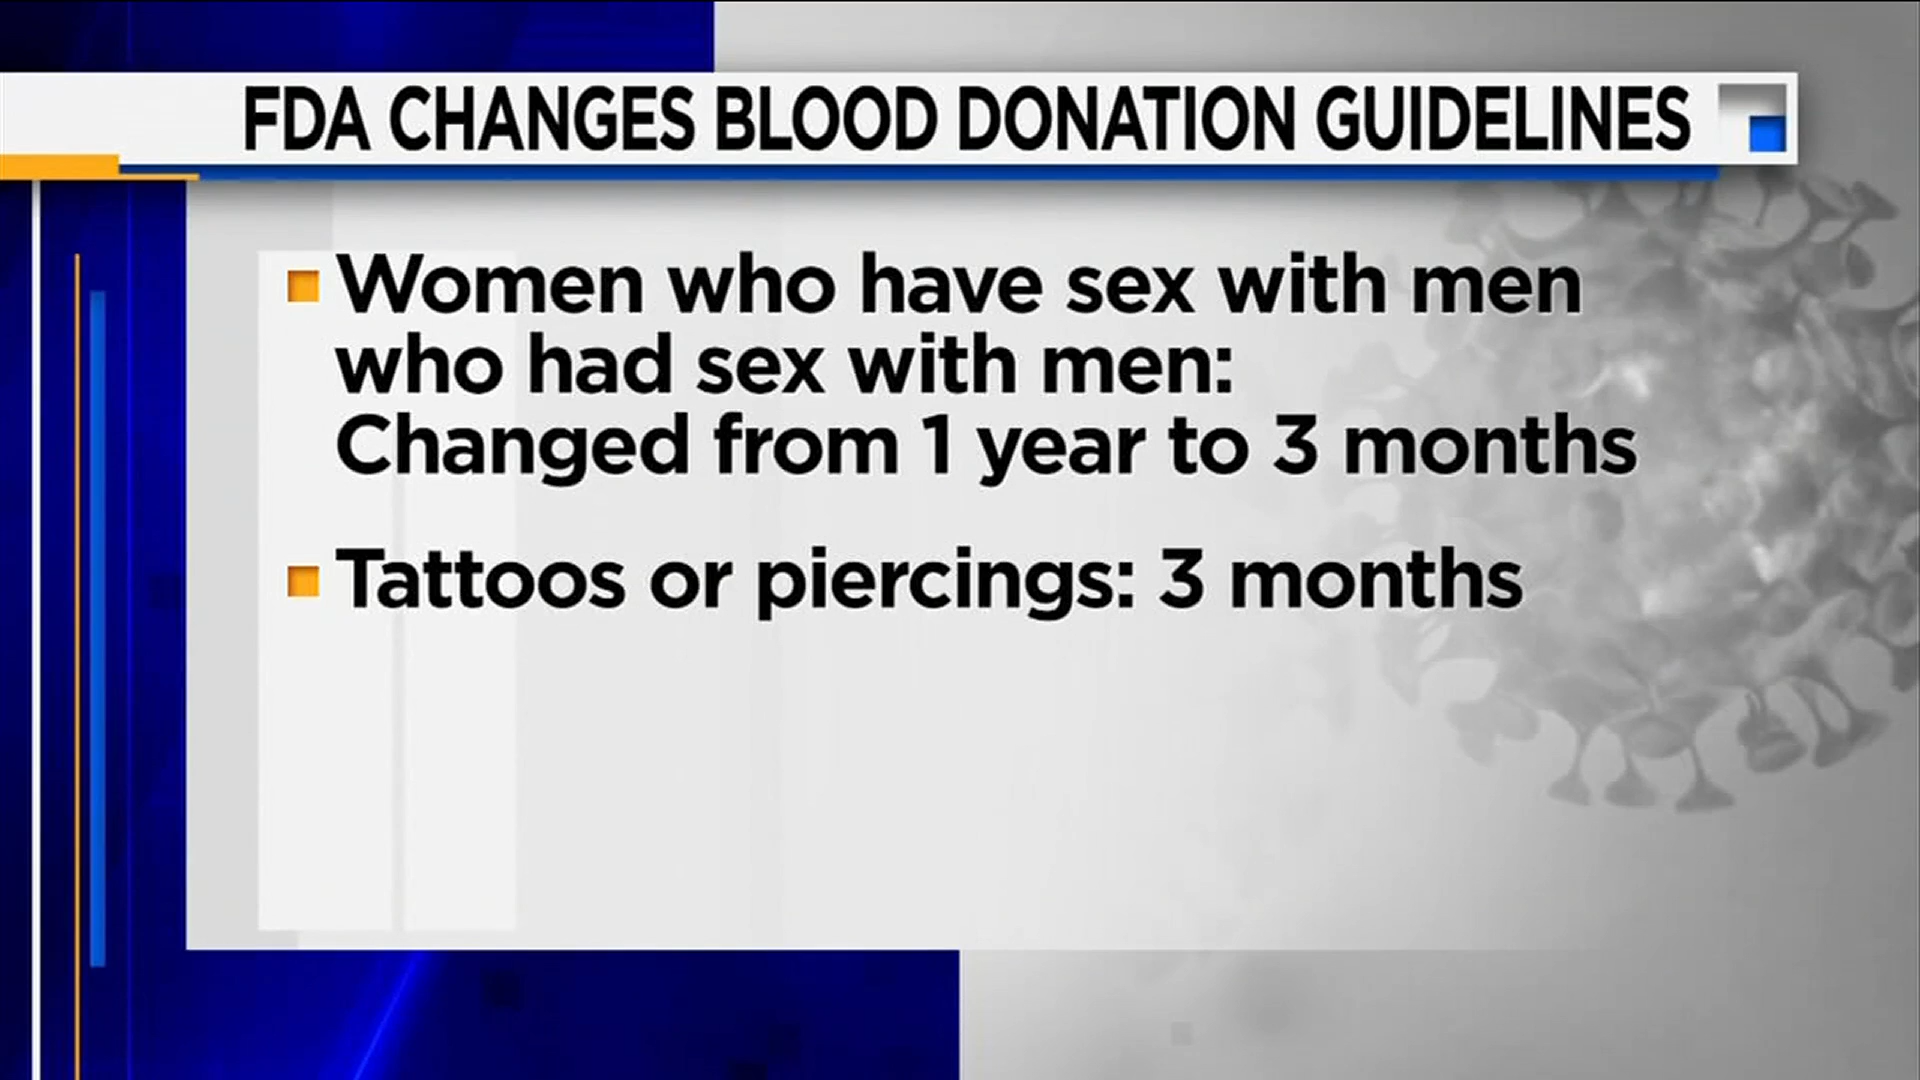 FDA CHANGES BLOOD DONATION GUIDELINES
Women who have sex with men
who had sex with men:
Changed from 1 year to 3 months
Tattoos or piercings: 3 months